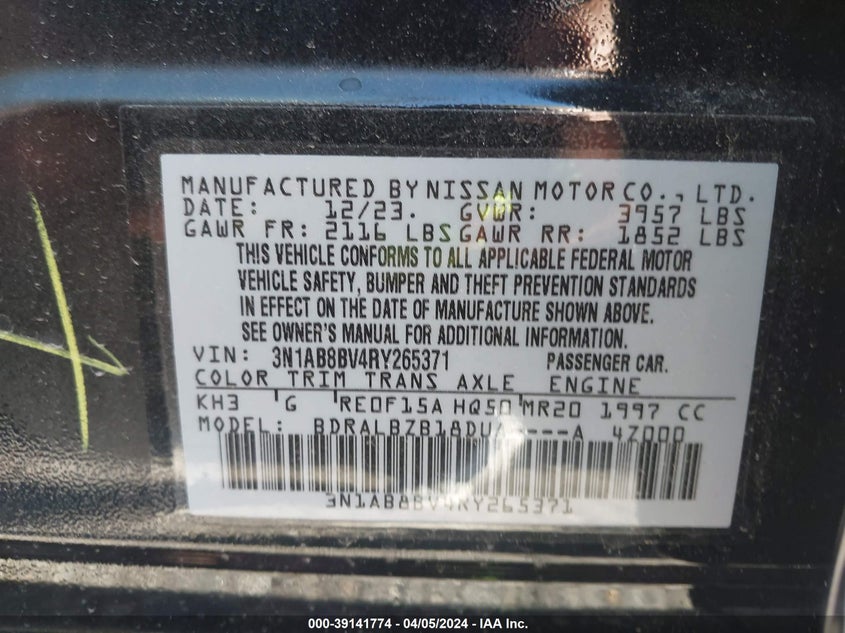 MANUFACTURED BY NISSAN MOTOR CO., LTD.
DATE: 12/23. GVWR: 3957 LBS
GAWR FR: 2116 LBS GAWR RR: 1852 LBS
THIS VEHICLE CONFORMS TO ALL APPLICABLE FEDERAL MOTOR
VEHICLE SAFETY, BUMPER AND THEFT PREVENTION STANDARDS
IN EFFECT ON THE DATE OF MANUFACTURE SHOWN ABOVE.
SEE OWNER'S MANUAL FOR ADDITIONAL INFORMATION.
VIN: 3N1AB8BV4RY265371 PASSENGER CAR.
COLOR TRIM TRANS AXLE ENGINE
KH3 G RE0F15A HQ50 MR20 1997 CC
MODEL: BDRALBZB18DUA----A 4Z000
3N1AB8BV4RY265371
000-39141774 | 04/05/2024 - IAA Inc.